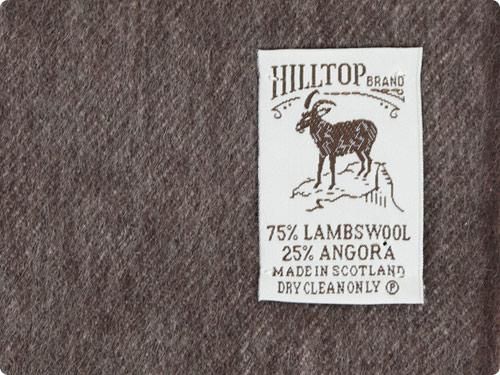 HILLTOP BRAND
75% LAMBSWOOL
25% ANGORA
MADE IN SCOTLAND
DRY CLEAN ONLY Ⓟ